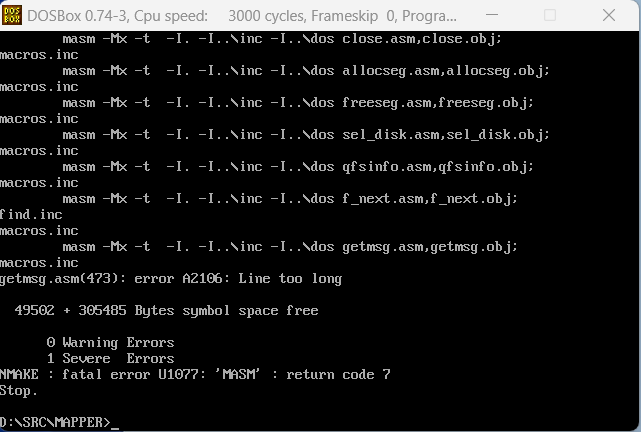 DOSBox 0.74-3, Cpu speed:    3000 cycles, Frameskip  0, Progra...
        masm -Mx -t  -I. -I..\inc -I..\dos close.asm,close.obj;
macros.inc
        masm -Mx -t  -I. -I..\inc -I..\dos allocseg.asm,allocseg.obj;
macros.inc
        masm -Mx -t  -I. -I..\inc -I..\dos freeseg.asm,freeseg.obj;
macros.inc
        masm -Mx -t  -I. -I..\inc -I..\dos sel_disk.asm,sel_disk.obj;
macros.inc
        masm -Mx -t  -I. -I..\inc -I..\dos qfsinfo.asm,qfsinfo.obj;
macros.inc
        masm -Mx -t  -I. -I..\inc -I..\dos f_next.asm,f_next.obj;
find.inc
macros.inc
        masm -Mx -t  -I. -I..\inc -I..\dos getmsg.asm,getmsg.obj;
macros.inc
getmsg.asm(473): error A2106: Line too long

  49502 + 305485 Bytes symbol space free

      0 Warning Errors
      1 Severe  Errors
NMAKE : fatal error U1077: 'MASM' : return code 7
Stop.

D:\SRC\MAPPER>_